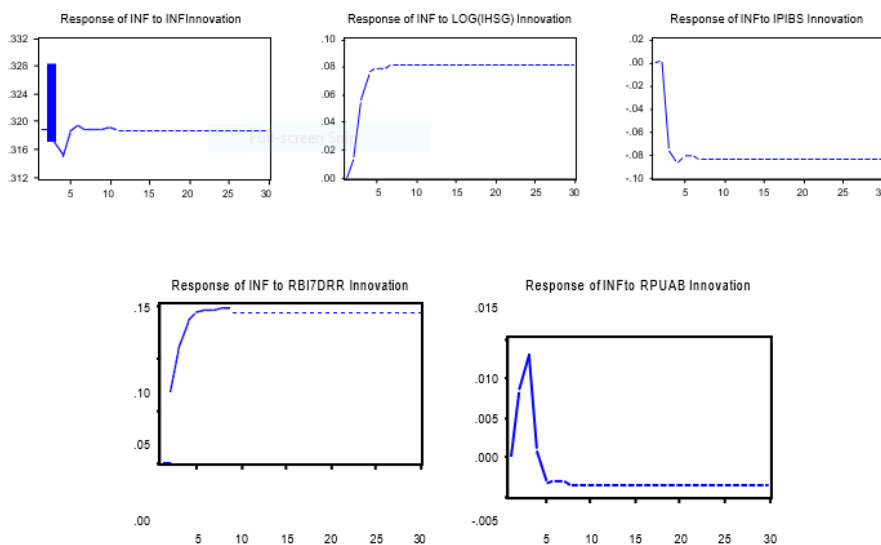 Response of INF to INFInnovation
.332
.328
.324
.320
.316
.312
5 10 15 20 25 30
Response of INF to LOG(IHSG) Innovation
.10
.08
.06
.04
.02
.00
5 10 15 20 25 30
Response of INFto IPIBS Innovation
.02
.00
-.02
-.04
-.06
-.08
-.10
5 10 15 20 25
Full-screen Snip
Response of INF to RBI7DRR Innovation
.15
.10
.05
.00
5 10 15 20 25 30
Response of INFto RPUAB Innovation
.015
.010
.005
.000
-.005
5 10 15 20 25 30